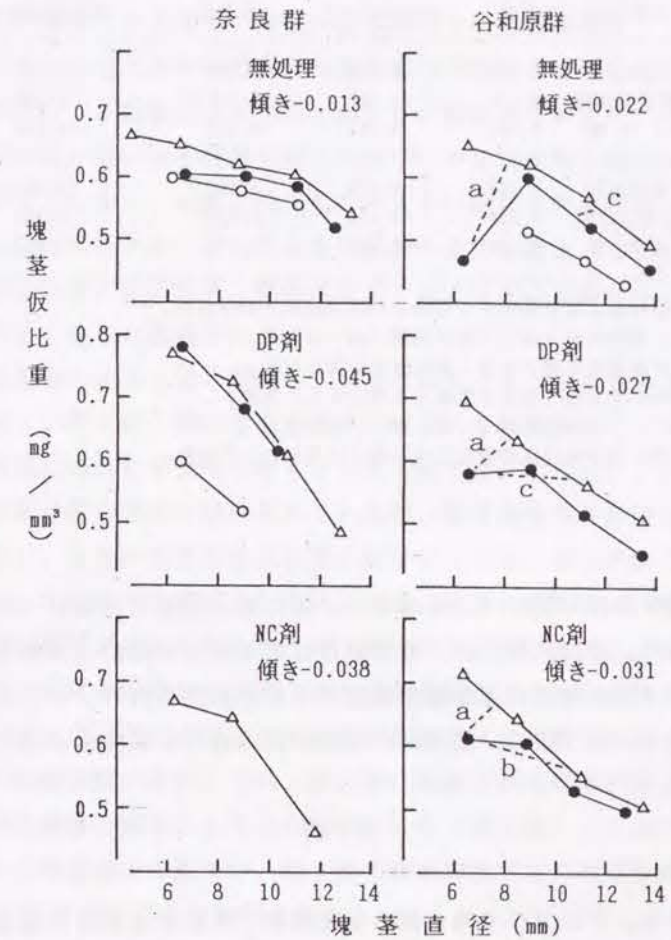 奈良群
谷和原群
無処理
傾き-0.013
無処理
傾き-0.022
0.7
0.6
0.5
a
c
塊茎仮比重 (mg/mm)
DP剤
傾き-0.045
DP剤
傾き-0.027
0.8
0.7
0.6
0.5
a
c
NC剤
傾き-0.038
NC剤
傾き-0.031
0.7
0.6
0.5
a
b
6 8 10 12 14
6 8 10 12 14
塊茎直径 (mm)